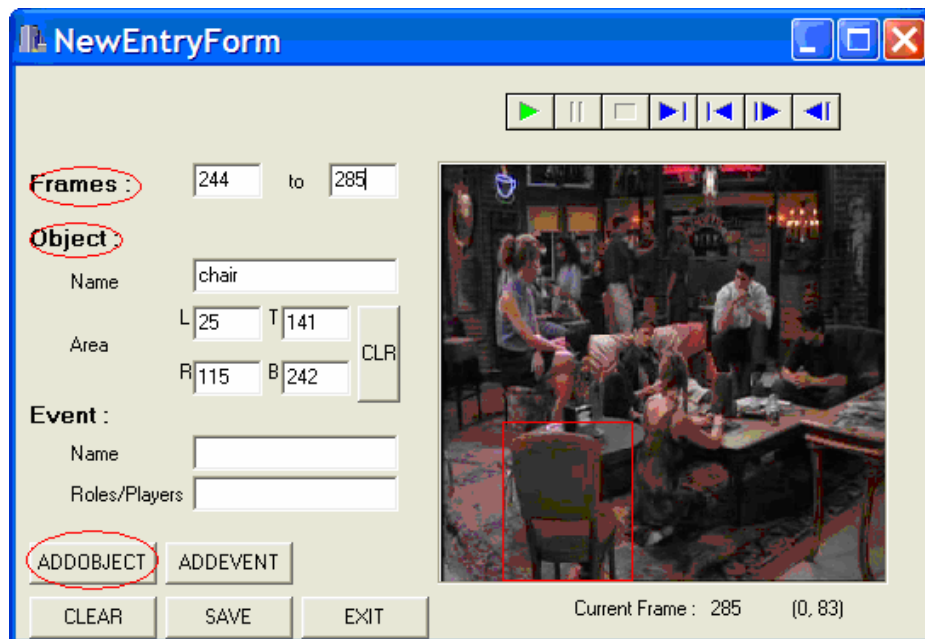 NewEntryForm
Frames :
244 to 285
Object :
Name chair
Area
L 25 T 141
R 115 B 242
CLR
Event :
Name
Roles/Players
ADDOBJECT ADDEVENT
CLEAR SAVE EXIT
Current Frame : 285 (0, 83)